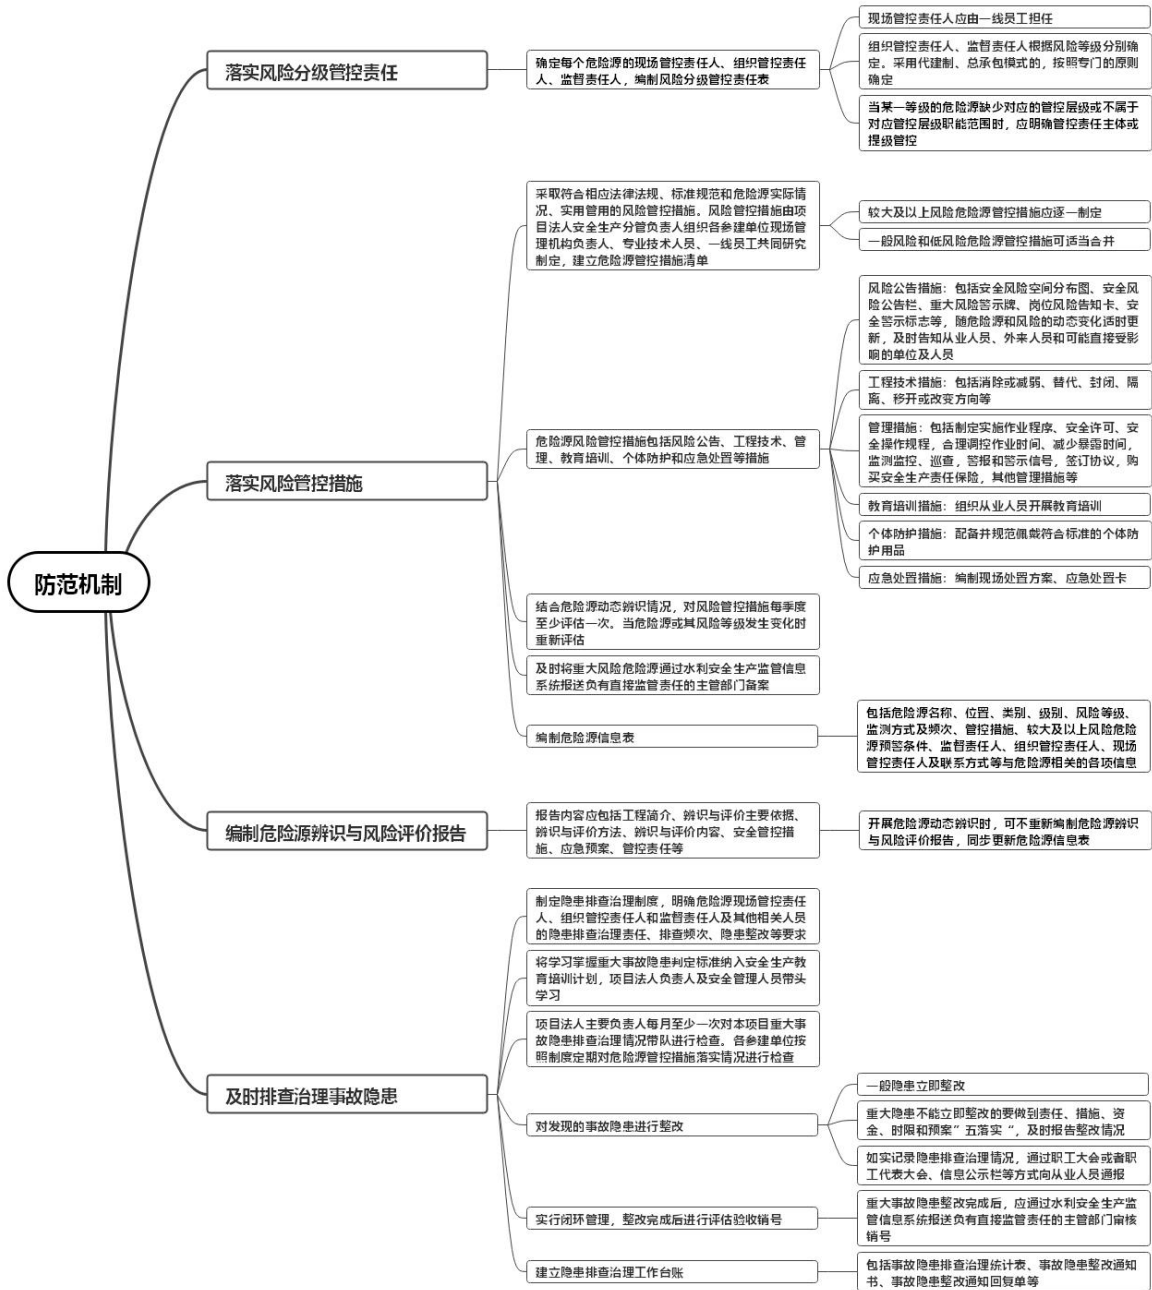 防范机制
落实风险分级管控责任
确定每个危险源的现场管控责任人、组织管控责任
人、监督责任人，编制风险分级管控责任表
现场管控责任人应由一线员工担任
组织管控责任人、监督责任人根据风险等级分别确
定。采用代建制、总承包模式的，按照专门的原则
确定
当某一等级的危险源缺少对应的管控层级或不属于
对应管控层级职能范围时，应明确管控责任主体或
提级管控
落实风险管控措施
采取符合相应法律法规、标准规范和危险源实际情
况、实用管用的风险管控措施。风险管控措施由项
目法人安全生产分管负责人组织各参建单位现场管
理机构负责人、专业技术人员、一线员工共同研究
制定，建立危险源管控措施清单
较大及以上风险危险源管控措施应逐一制定
一般风险和低风险危险源管控措施可适当合并
危险源风险管控措施包括风险公告、工程技术、管
理、教育培训、个体防护和应急处置等措施
风险公告措施：包括安全风险空间分布图、安全风
险公告栏、重大风险警示牌、岗位风险告知卡、安
全警示标志等，随危险源和风险的动态变化适时更
新，及时告知从业人员、外来人员和可能直接受影
响的单位及人员
工程技术措施：包括消除或减弱、替代、封闭、隔
离、移开或改变方向等
管理措施：包括制定实施作业程序、安全许可、安
全操作规程，合理调控作业时间、减少暴露时间，
监测监控、巡查，警报和警示信号，签订协议，购
买安全生产责任保险，其他管理措施等
教育培训措施：组织从业人员开展教育培训
个体防护措施：配备并规范佩戴符合标准的个体防
护用品
应急处置措施：编制现场处置方案、应急处置卡
结合危险源动态辨识情况，对风险管控措施每季度
至少评估一次。当危险源或其风险等级发生变化时
重新评估
及时将重大风险危险源通过水利安全生产监管信息
系统报送负有直接监管责任的主管部门备案
编制危险源信息表
包括危险源名称、位置、类别、级别、风险等级、
监测方式及频次、管控措施、较大及以上风险危险
源预警条件、监督责任人、组织管控责任人、现场
管控责任人及联系方式等与危险源相关的各项信息
编制危险源辨识与风险评价报告
报告内容应包括工程简介、辨识与评价主要依据、
辨识与评价方法、辨识与评价内容、安全管控措
施、应急预案、管控责任等
开展危险源动态辨识时，可不重新编制危险源辨识
与风险评价报告，同步更新危险源信息表
及时排查治理事故隐患
制定隐患排查治理制度，明确危险源现场管控责任
人、组织管控责任人和监督责任人及其他相关人员
的隐患排查治理责任、排查频次、隐患整改等要求
将学习掌握重大事故隐患判定标准纳入安全生产教
育培训计划，项目法人负责人及安全管理人员带头
学习
项目法人主要负责人每月至少一次对本项目重大事
故隐患排查治理情况带队进行检查。各参建单位按
照制度定期对危险源管控措施落实情况进行检查
对发现的事故隐患进行整改
一般隐患立即整改
重大隐患不能立即整改的要做到责任、措施、资
金、时限和预案”五落实“，及时报告整改情况
如实记录隐患排查治理情况，通过职工大会或者职
工代表大会、信息公示栏等方式向从业人员通报
实行闭环管理，整改完成后进行评估验收销号
重大事故隐患整改完成后，应通过水利安全生产监
管信息系统报送负有直接监管责任的主管部门审核
销号
建立隐患排查治理工作台账
包括事故隐患排查治理统计表、事故隐患整改通知
书、事故隐患整改通知回复单等